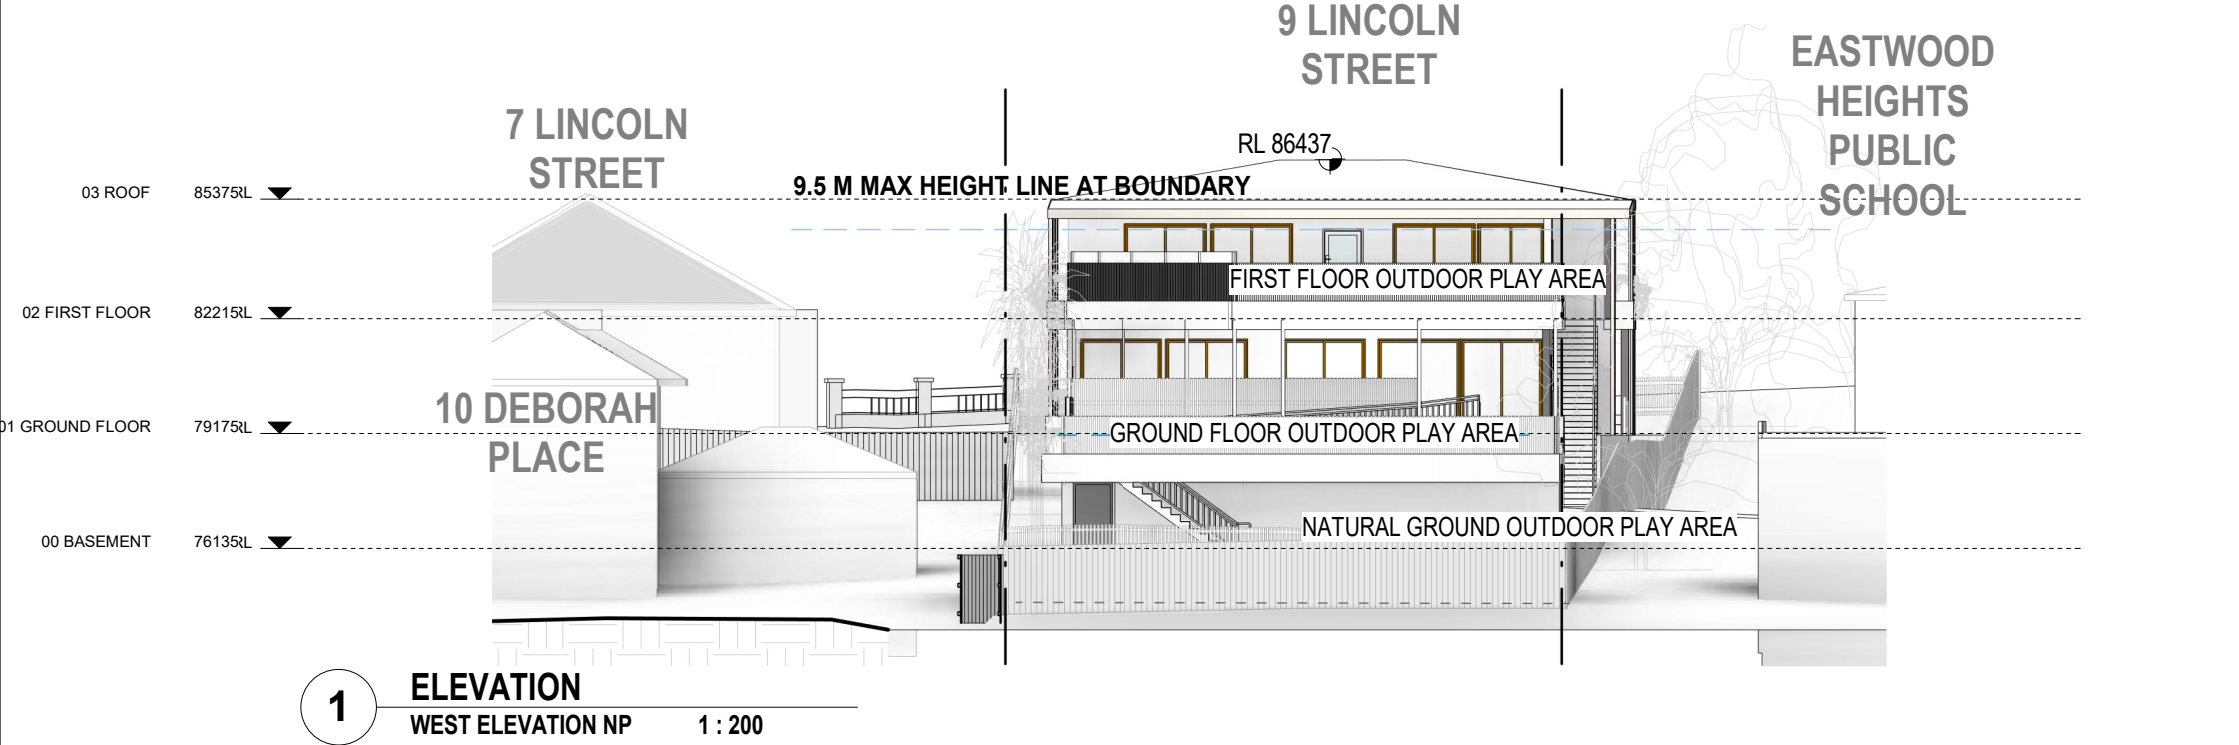 9 LINCOLN
STREET
EASTWOOD
HEIGHTS
PUBLIC
SCHOOL
7 LINCOLN
STREET
RL 86437
9.5 M MAX HEIGHT LINE AT BOUNDARY
03 ROOF 85375RL
FIRST FLOOR OUTDOOR PLAY AREA
02 FIRST FLOOR 82215RL
10 DEBORAH
PLACE
01 GROUND FLOOR 79175RL
GROUND FLOOR OUTDOOR PLAY AREA
NATURAL GROUND OUTDOOR PLAY AREA
00 BASEMENT 76135RL
1
ELEVATION
WEST ELEVATION NP 1 : 200